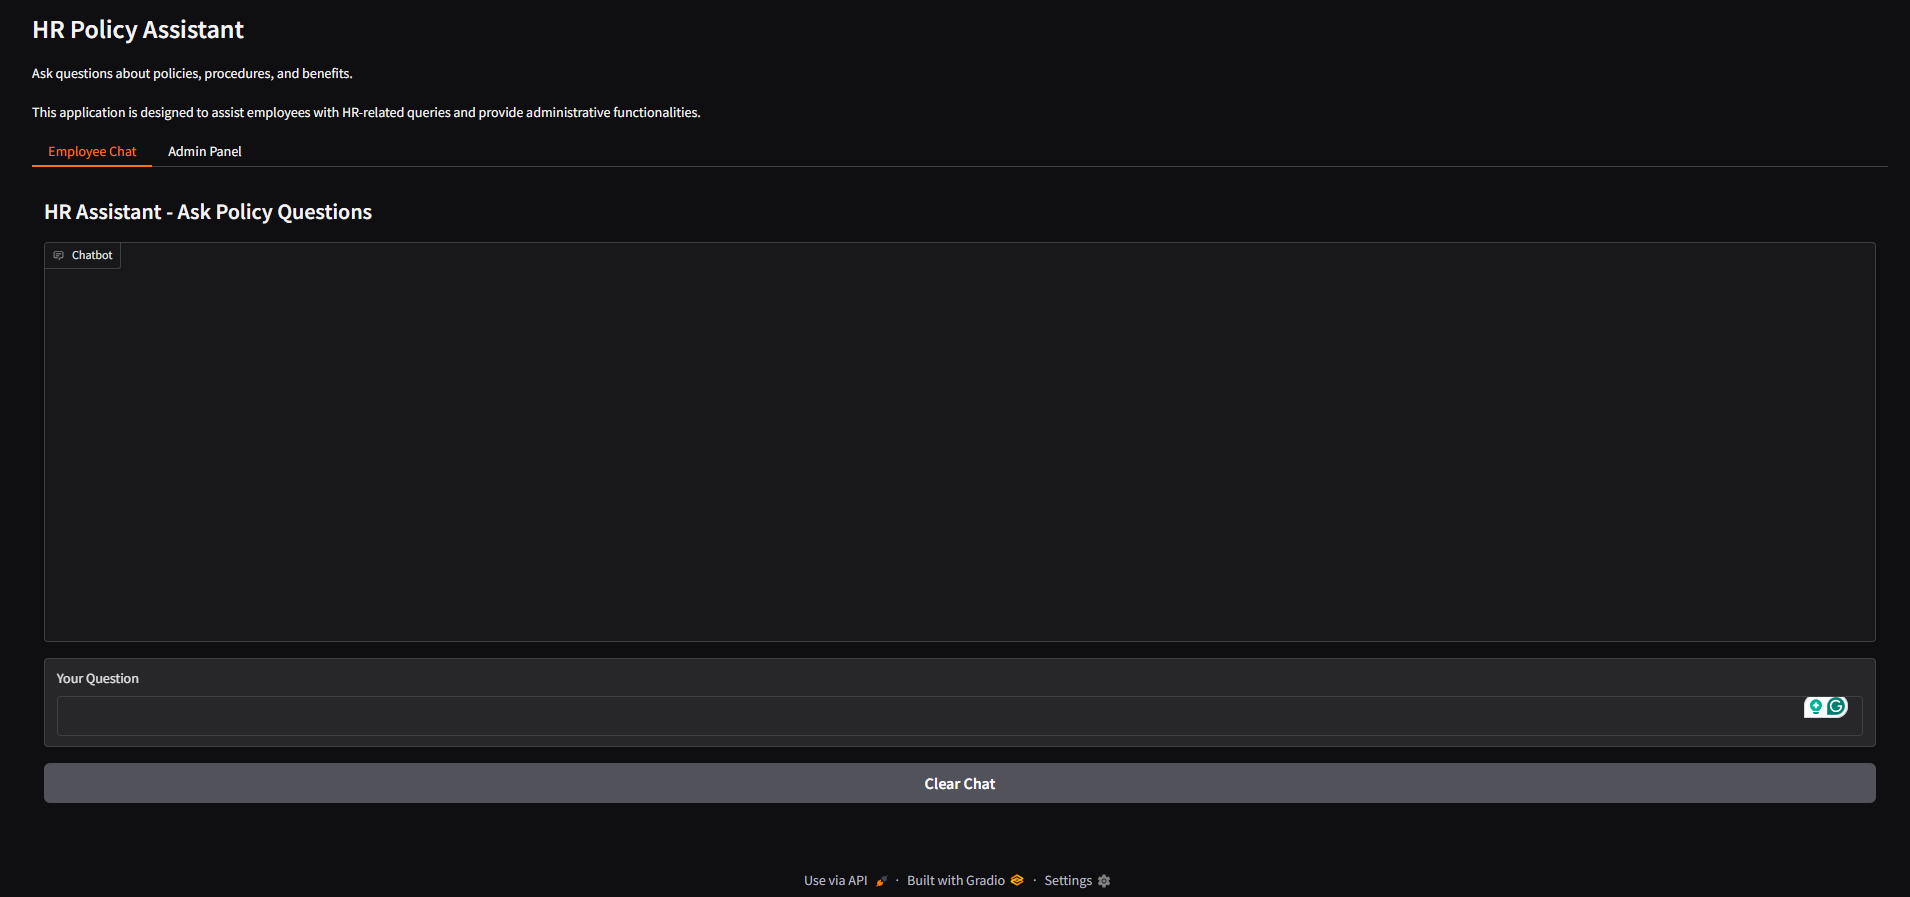 HR Policy Assistant
Ask questions about policies, procedures, and benefits.
This application is designed to assist employees with HR-related queries and provide administrative functionalities.
Employee Chat Admin Panel
HR Assistant - Ask Policy Questions
Chatbot
Your Question
Clear Chat
Use via API · Built with Gradio · Settings